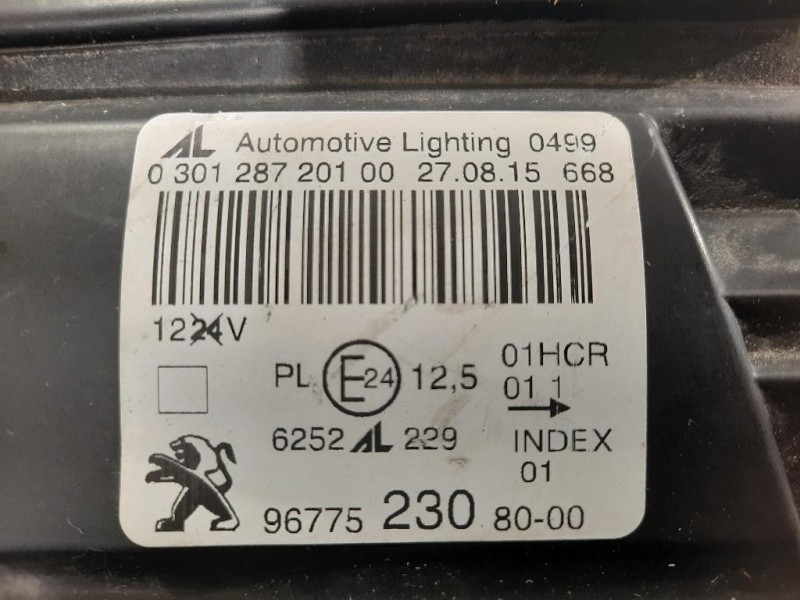 AL Automotive Lighting 0499
0 301 287 201 00 27.08.15 668
1224V
PL E24 12,5 01HCR
01 1
6252 AL 229 INDEX
01
96775 230 80-00